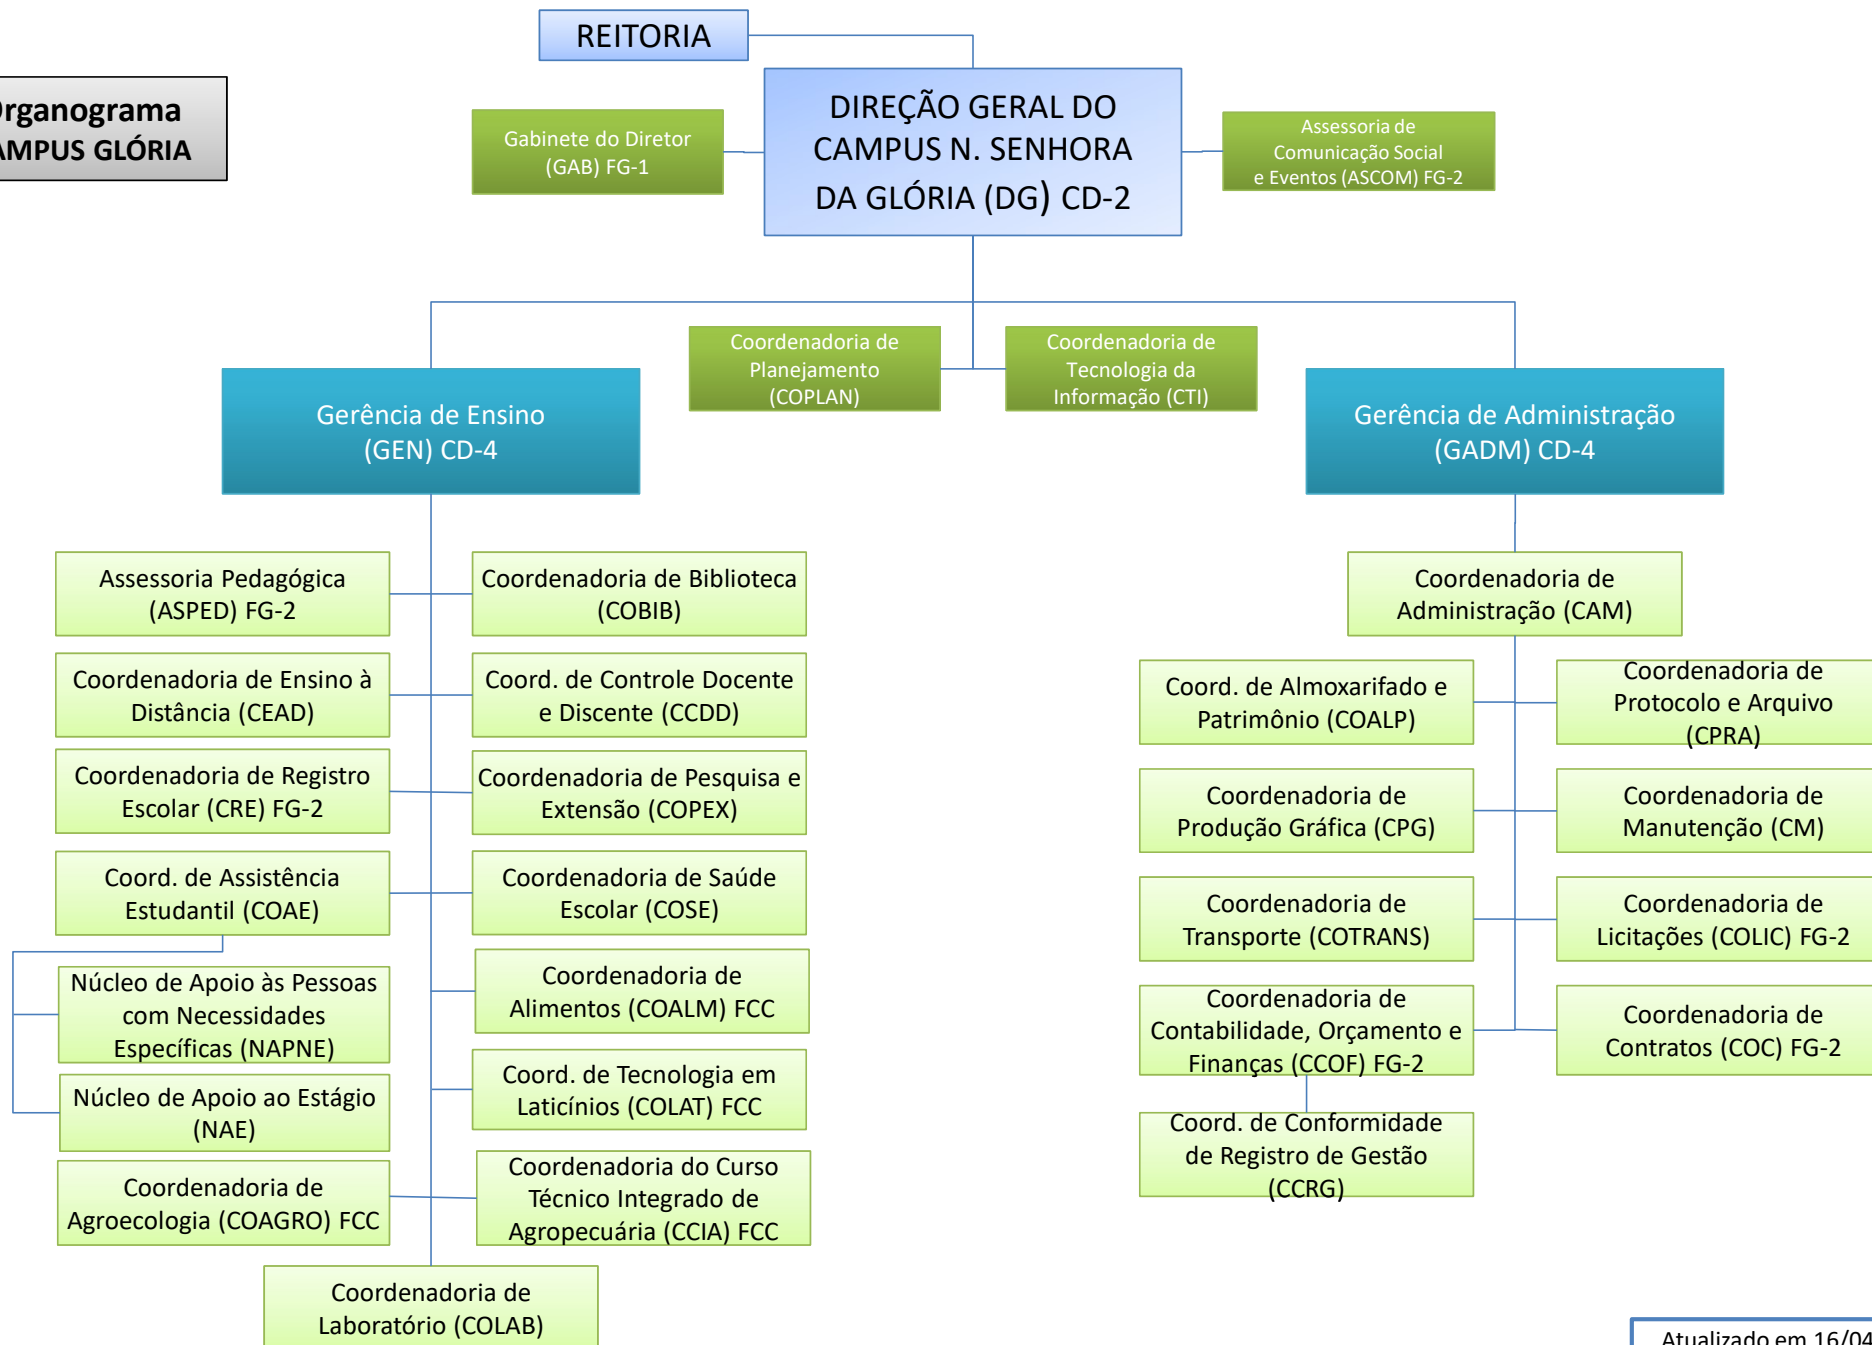 REITORIA
Organograma
CAMPUS GLÓRIA
DIREÇÃO GERAL DO
CAMPUS N. SENHORA
DA GLÓRIA (DG) CD-2
Gabinete do Diretor
(GAB) FG-1
Assessoria de
Comunicação Social
e Eventos (ASCOM) FG-2
Coordenadoria de
Planejamento
(COPLAN)
Coordenadoria de
Tecnologia da
Informação (CTI)
Gerência de Ensino
(GEN) CD-4
Gerência de Administração
(GADM) CD-4
Assessoria Pedagógica
(ASPED) FG-2
Coordenadoria de Biblioteca
(COBIB)
Coordenadoria de Ensino à
Distância (CEAD)
Coord. de Controle Docente
e Discente (CCDD)
Coordenadoria de Registro
Escolar (CRE) FG-2
Coordenadoria de Pesquisa e
Extensão (COPEX)
Coord. de Assistência
Estudantil (COAE)
Coordenadoria de Saúde
Escolar (COSE)
Núcleo de Apoio às Pessoas
com Necessidades
Específicas (NAPNE)
Coordenadoria de
Alimentos (COALM) FCC
Núcleo de Apoio ao Estágio
(NAE)
Coord. de Tecnologia em
Laticínios (COLAT) FCC
Coordenadoria de
Agroecologia (COAGRO) FCC
Coordenadoria do Curso
Técnico Integrado de
Agropecuária (CCIA) FCC
Coordenadoria de
Laboratório (COLAB)
Coordenadoria de
Administração (CAM)
Coord. de Almoxarifado e
Patrimônio (COALP)
Coordenadoria de
Protocolo e Arquivo
(CPRA)
Coordenadoria de
Produção Gráfica (CPG)
Coordenadoria de
Manutenção (CM)
Coordenadoria de
Transporte (COTRANS)
Coordenadoria de
Licitações (COLIC) FG-2
Coordenadoria de
Contabilidade, Orçamento e
Finanças (CCOF) FG-2
Coordenadoria de
Contratos (COC) FG-2
Coord. de Conformidade
de Registro de Gestão
(CCRG)
Atualizado em 16/04